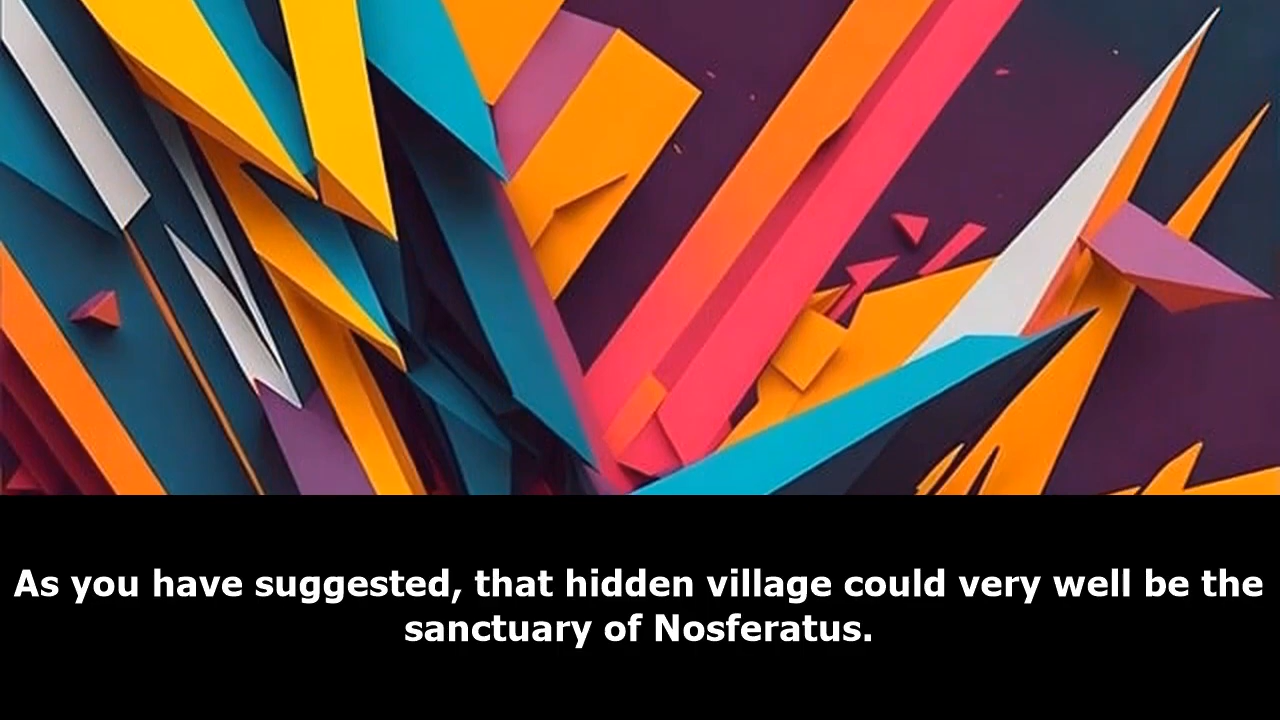 As you have suggested, that hidden village could very well be the
sanctuary of Nosferatus.